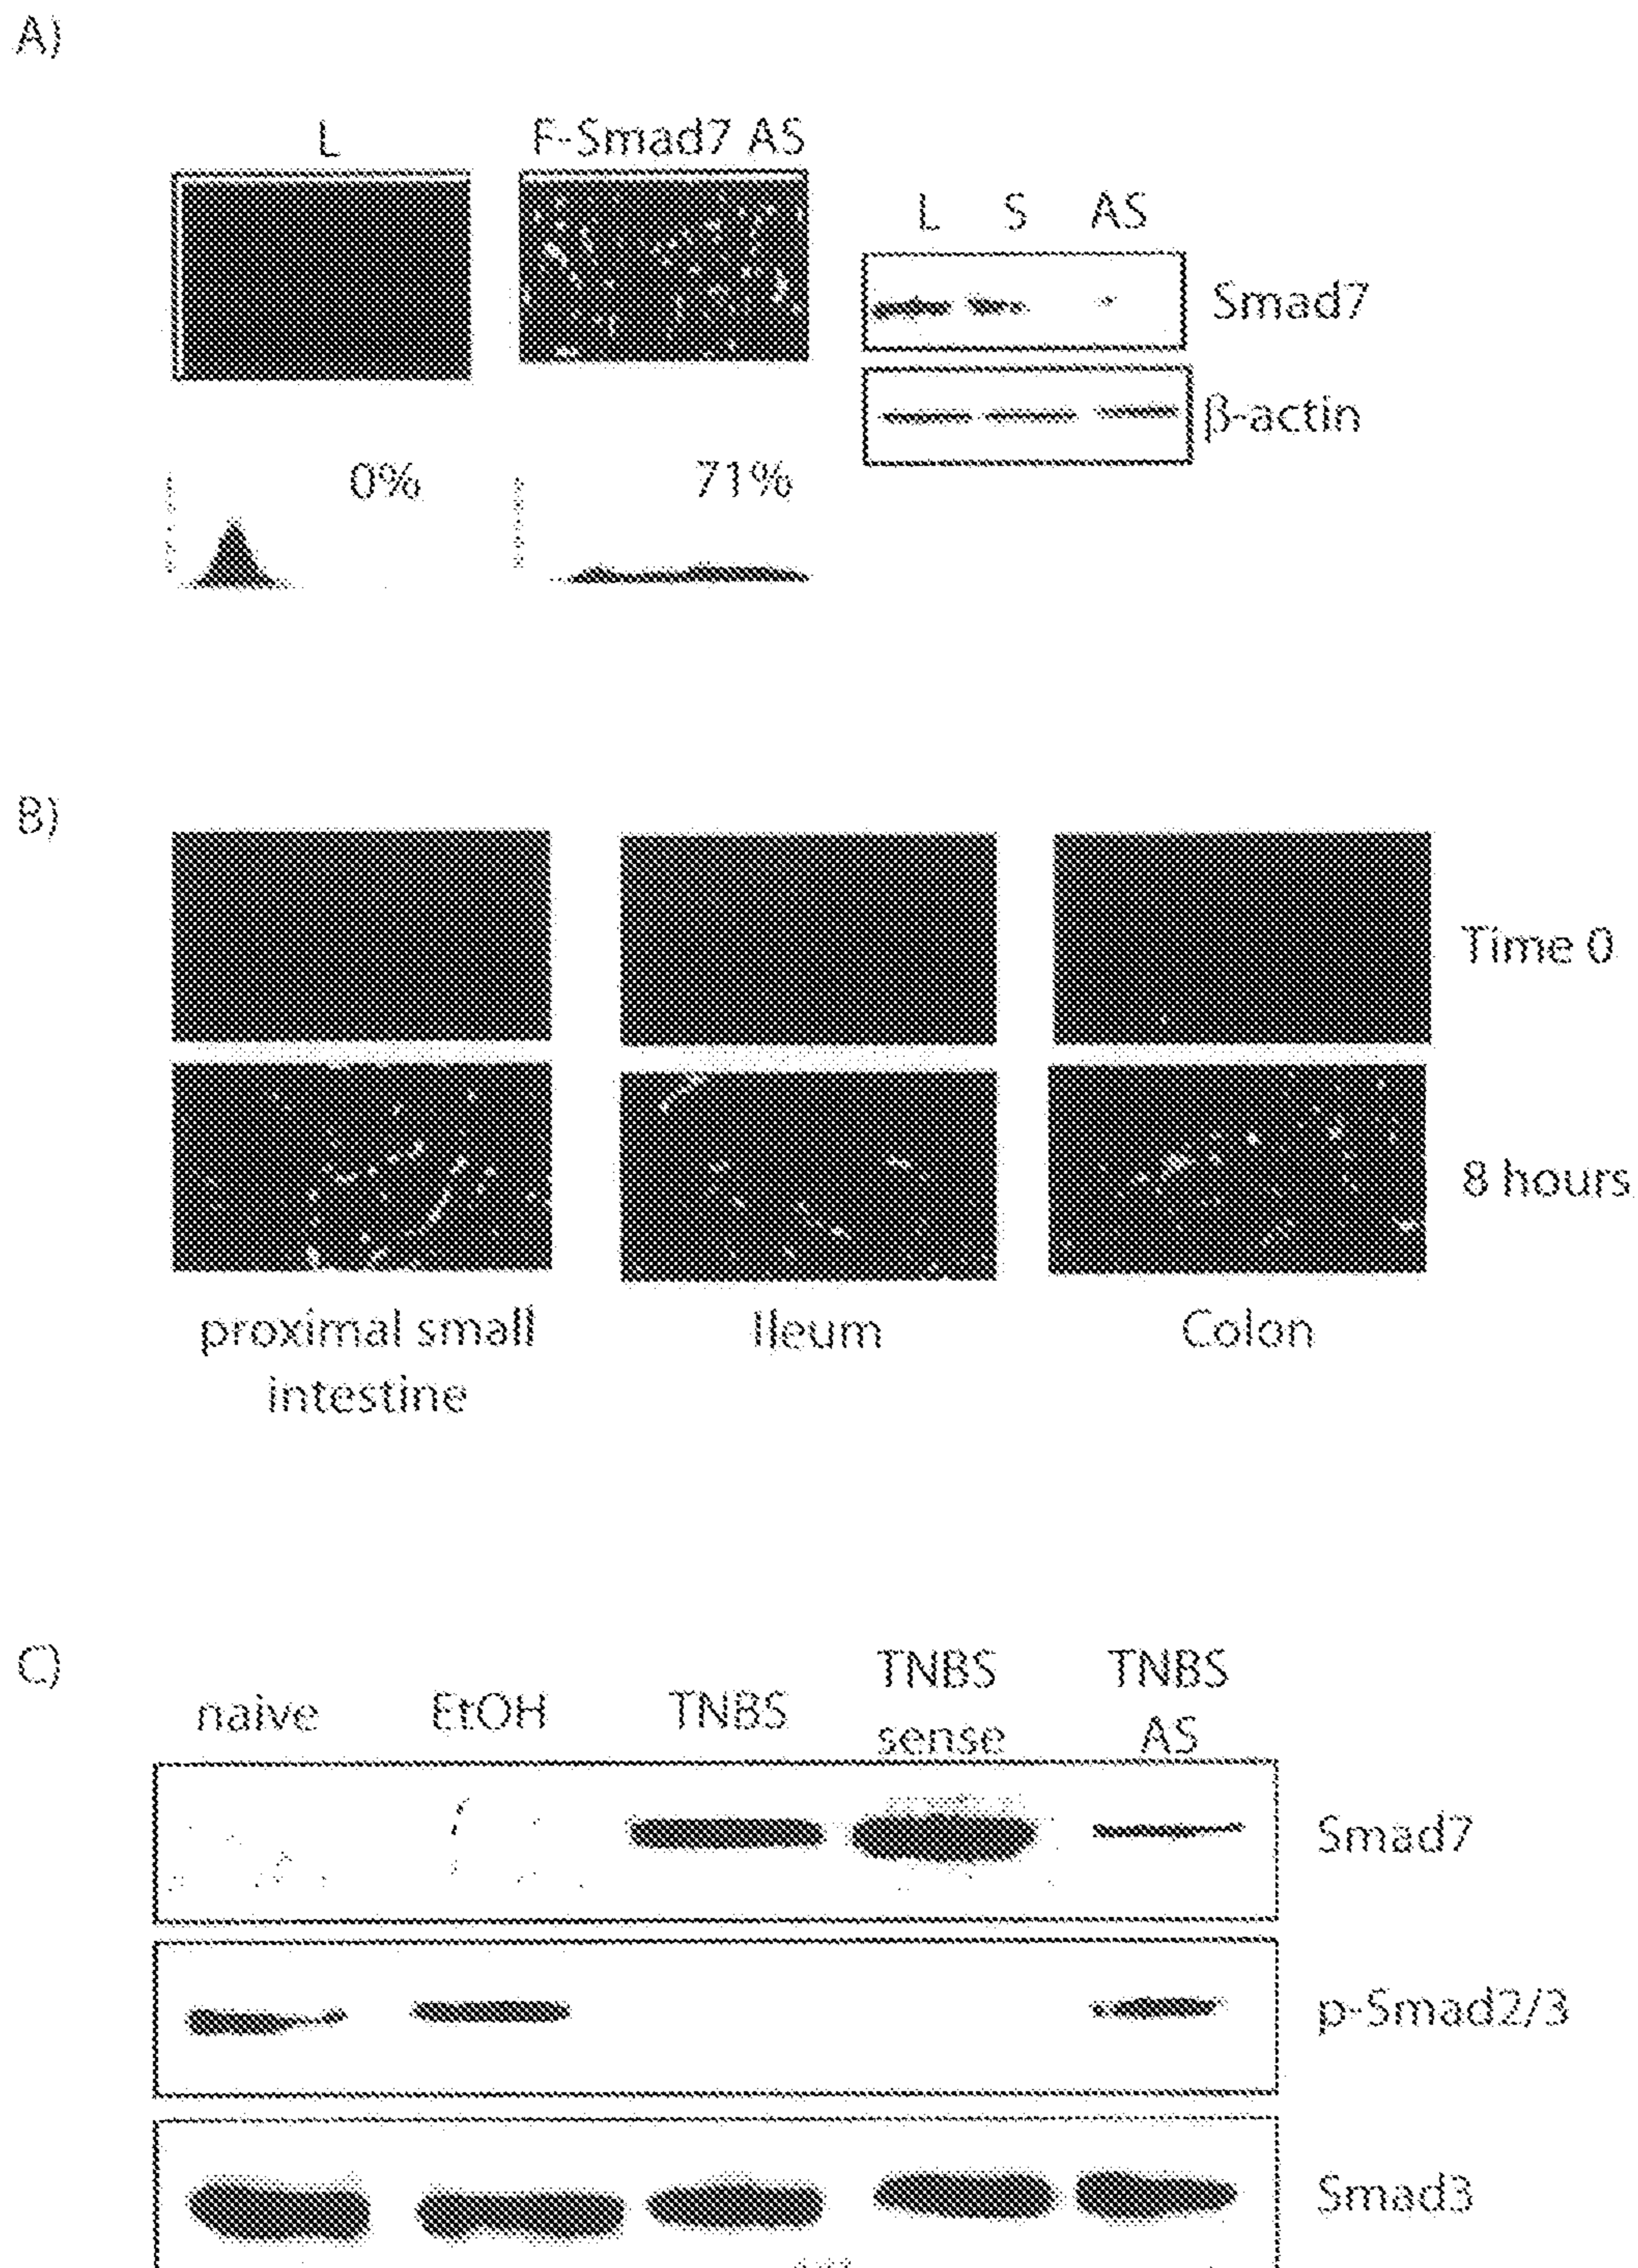 A)
L
F-Smad7 AS
L S AS
Smad7
β-actin
0%
71%
B)
Time 0
8 hours
proximal small
intestine
Ileum
Colon
C)
naive
EtOH
TNBS
TNBS
sense
TNBS
AS
Smad7
p-Smad2/3
Smad3